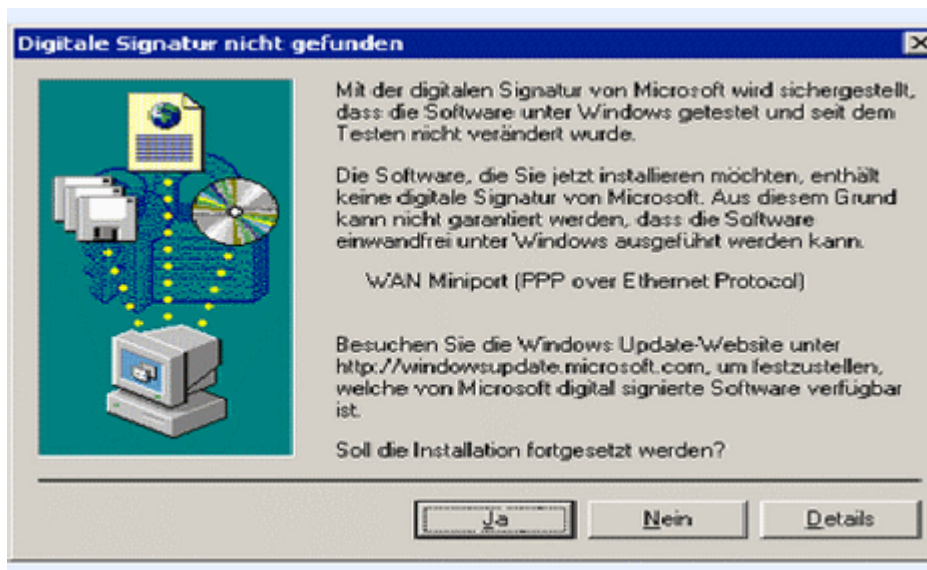 Digitale Signatur nicht gefunden
Mit der digitalen Signatur von Microsoft wird sichergestellt,
dass die Software unter Windows getestet und seit dem
Testen nicht verändert wurde.
Die Software, die Sie jetzt installieren möchten, enthält
keine digitale Signatur von Microsoft. Aus diesem Grund
kann nicht garantiert werden, dass die Software
einwandfrei unter Windows ausgeführt werden kann.
WAN Miniport (PPP over Ethernet Protocol)
Besuchen Sie die Windows Update-Website unter
http://windowsupdate.microsoft.com, um festzustellen,
welche von Microsoft digital signierte Software verfügbar
ist.
Soll die Installation fortgesetzt werden?
Ja Nein Details